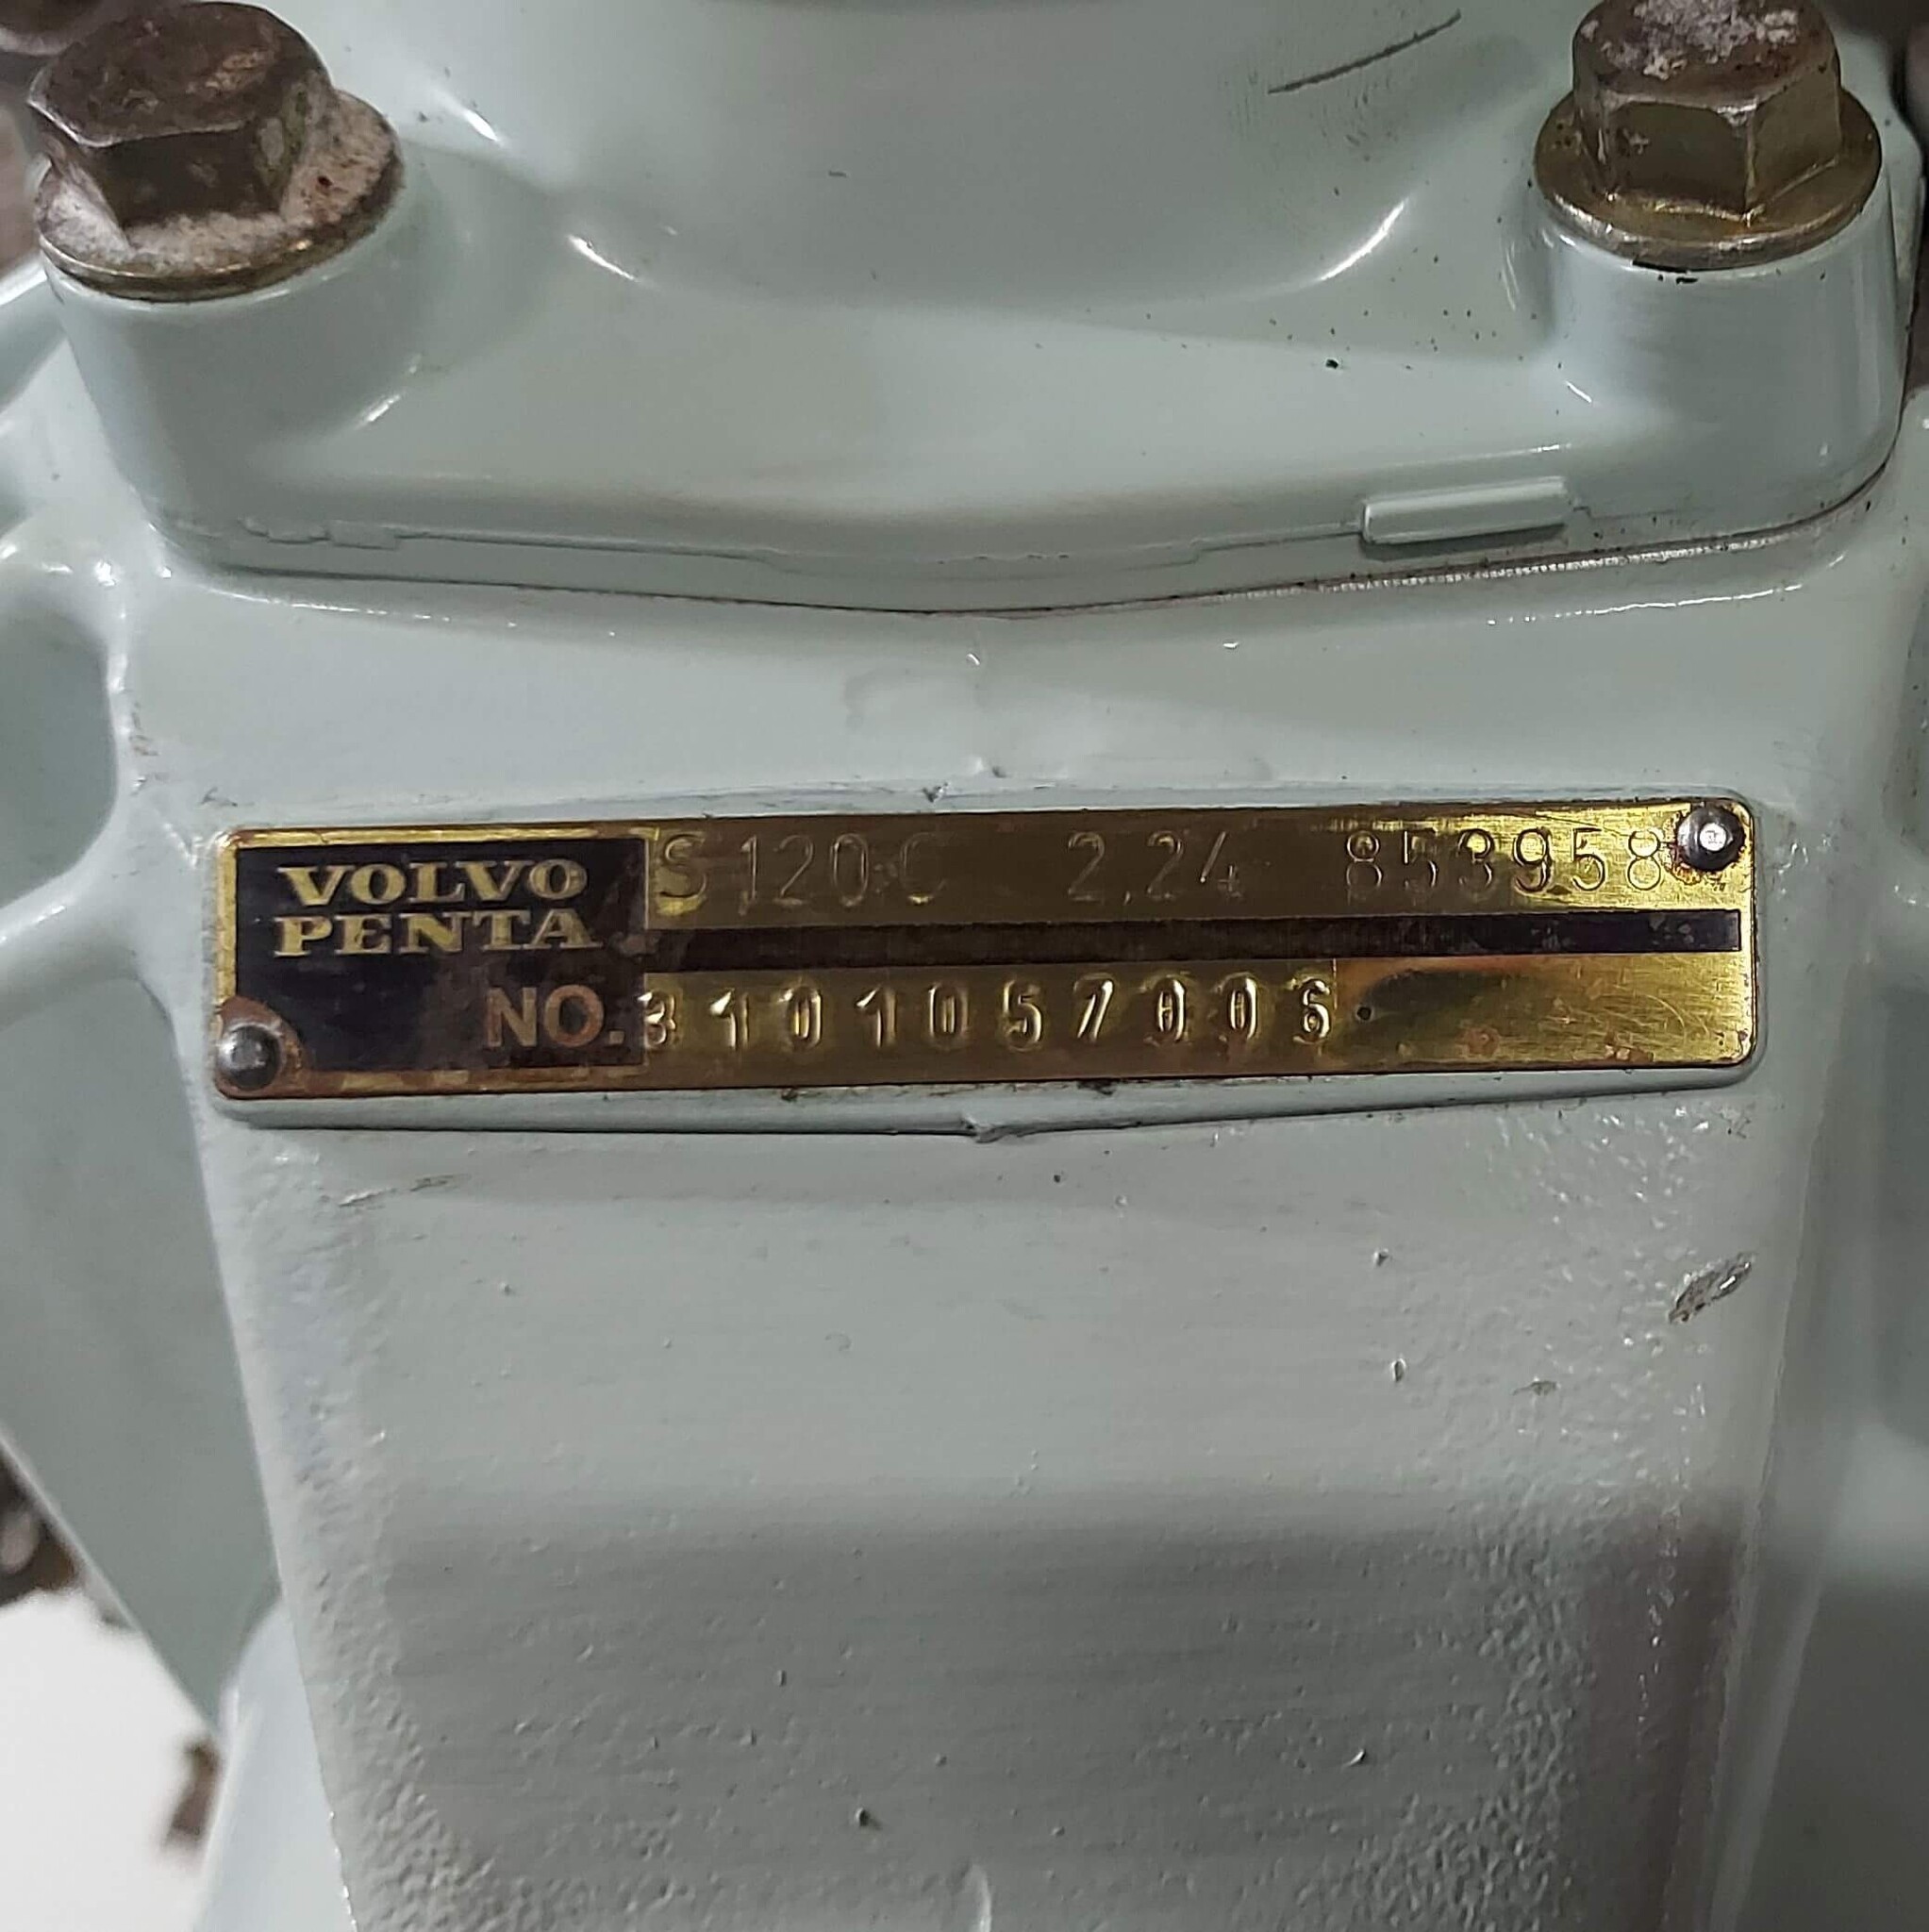 VOLVO
PENTA
S 120 C 2.24 853958
NO. 3101057006